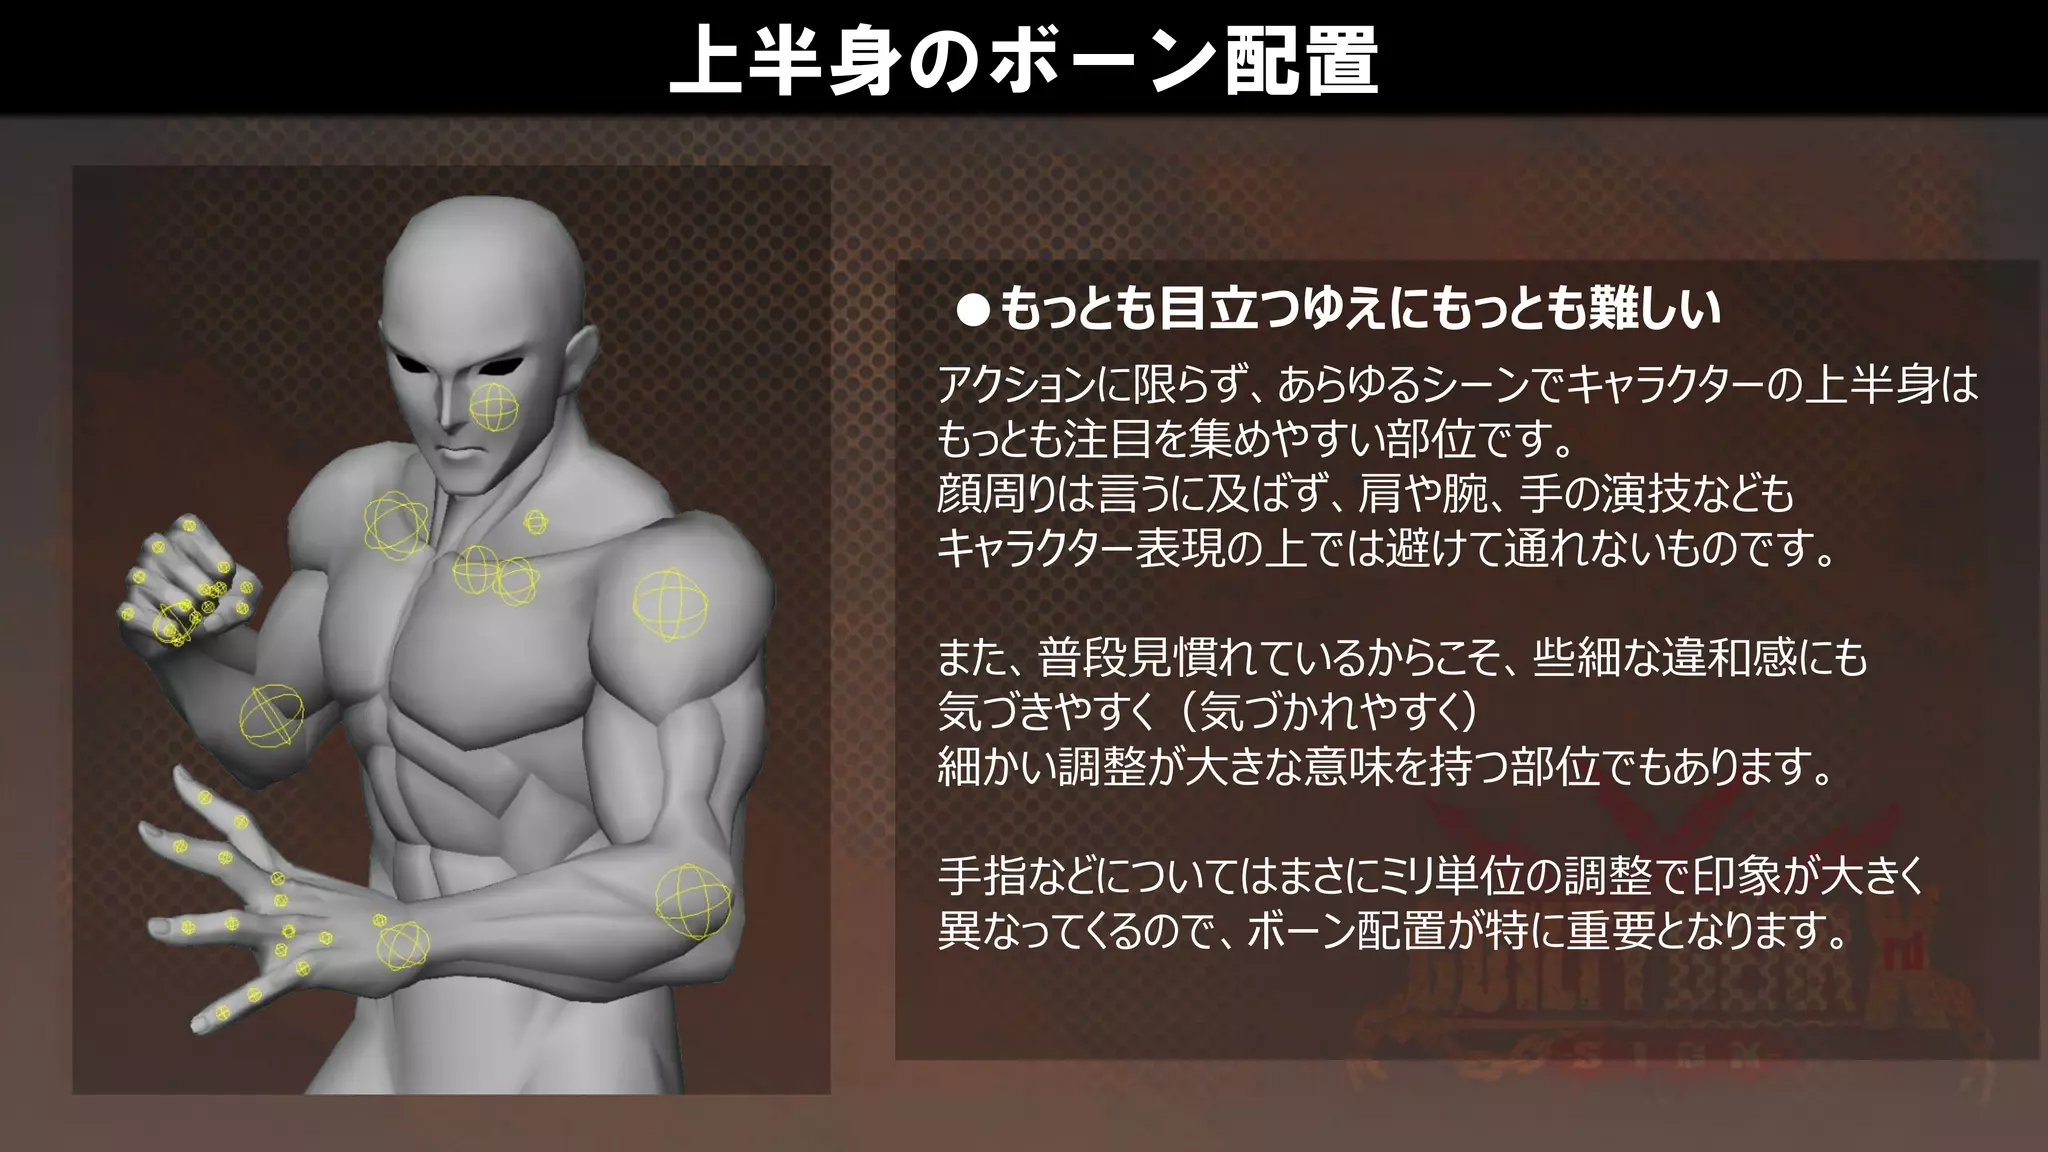 上半身のボーン配置
●もっとも目立つゆえにもっとも難しい
アクションに限らず、あらゆるシーンでキャラクターの上半身は
もっとも注目を集めやすい部位です。
顔周りは言うに及ばず、肩や腕、手の演技なども
キャラクター表現の上では避けて通れないものです。
また、普段見慣れているからこそ、些細な違和感にも
気づきやすく（気づかれやすく）
細かい調整が大きな意味を持つ部位でもあります。
手指などについてはまさにミリ単位の調整で印象が大きく
異なってくるので、ボーン配置が特に重要となります。
GUILTY GEAR Xrd
SIGN